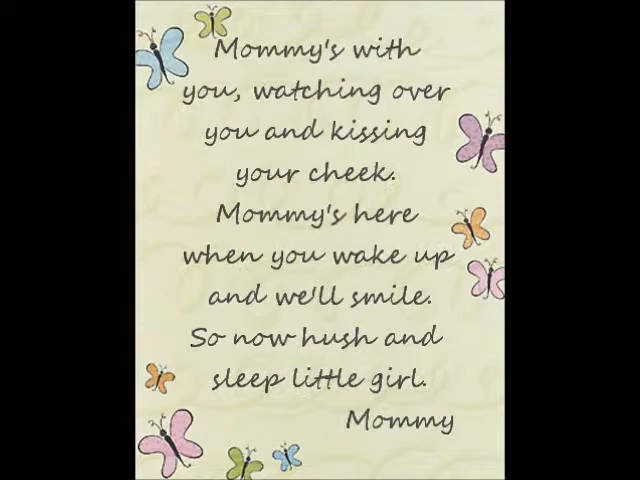 Mommy's with
you, watching over
you and kissing
your cheek.
Mommy's here
when you wake up
and we'll smile.
So now hush and
sleep little girl.
Mommy